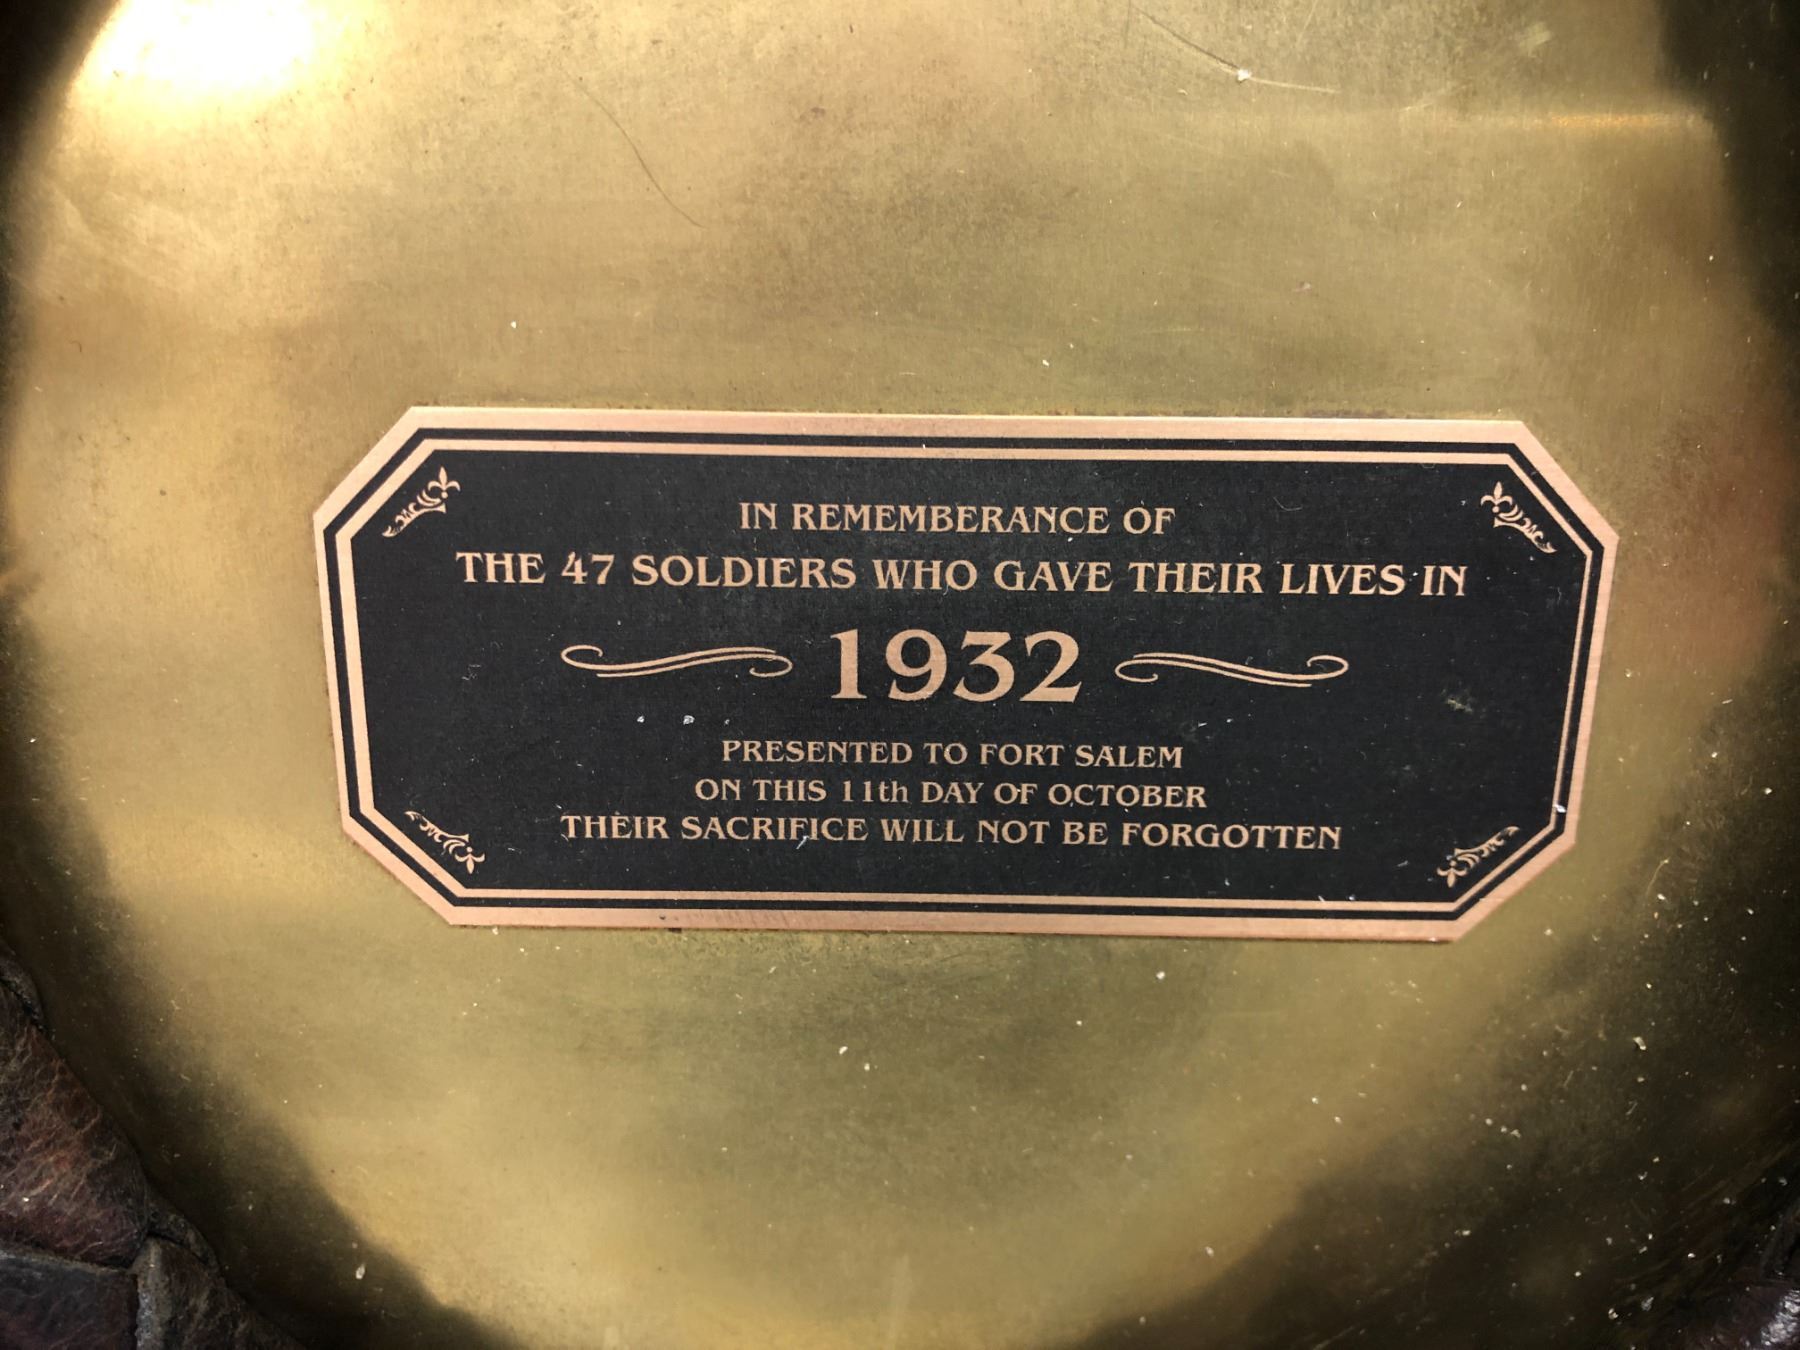 IN REMEMBERANCE OF
THE 47 SOLDIERS WHO GAVE THEIR LIVES IN
1932
PRESENTED TO FORT SALEM
ON THIS 11th DAY OF OCTOBER
THEIR SACRIFICE WILL NOT BE FORGOTTEN